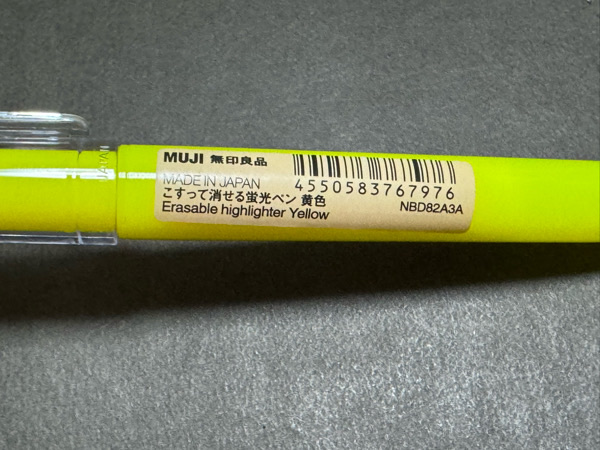 MUJI 無印良品
MADE IN JAPAN
こすって消せる蛍光ペン 黄色
Erasable highlighter Yellow
4550583767976
NBD82A3A
JAPAN